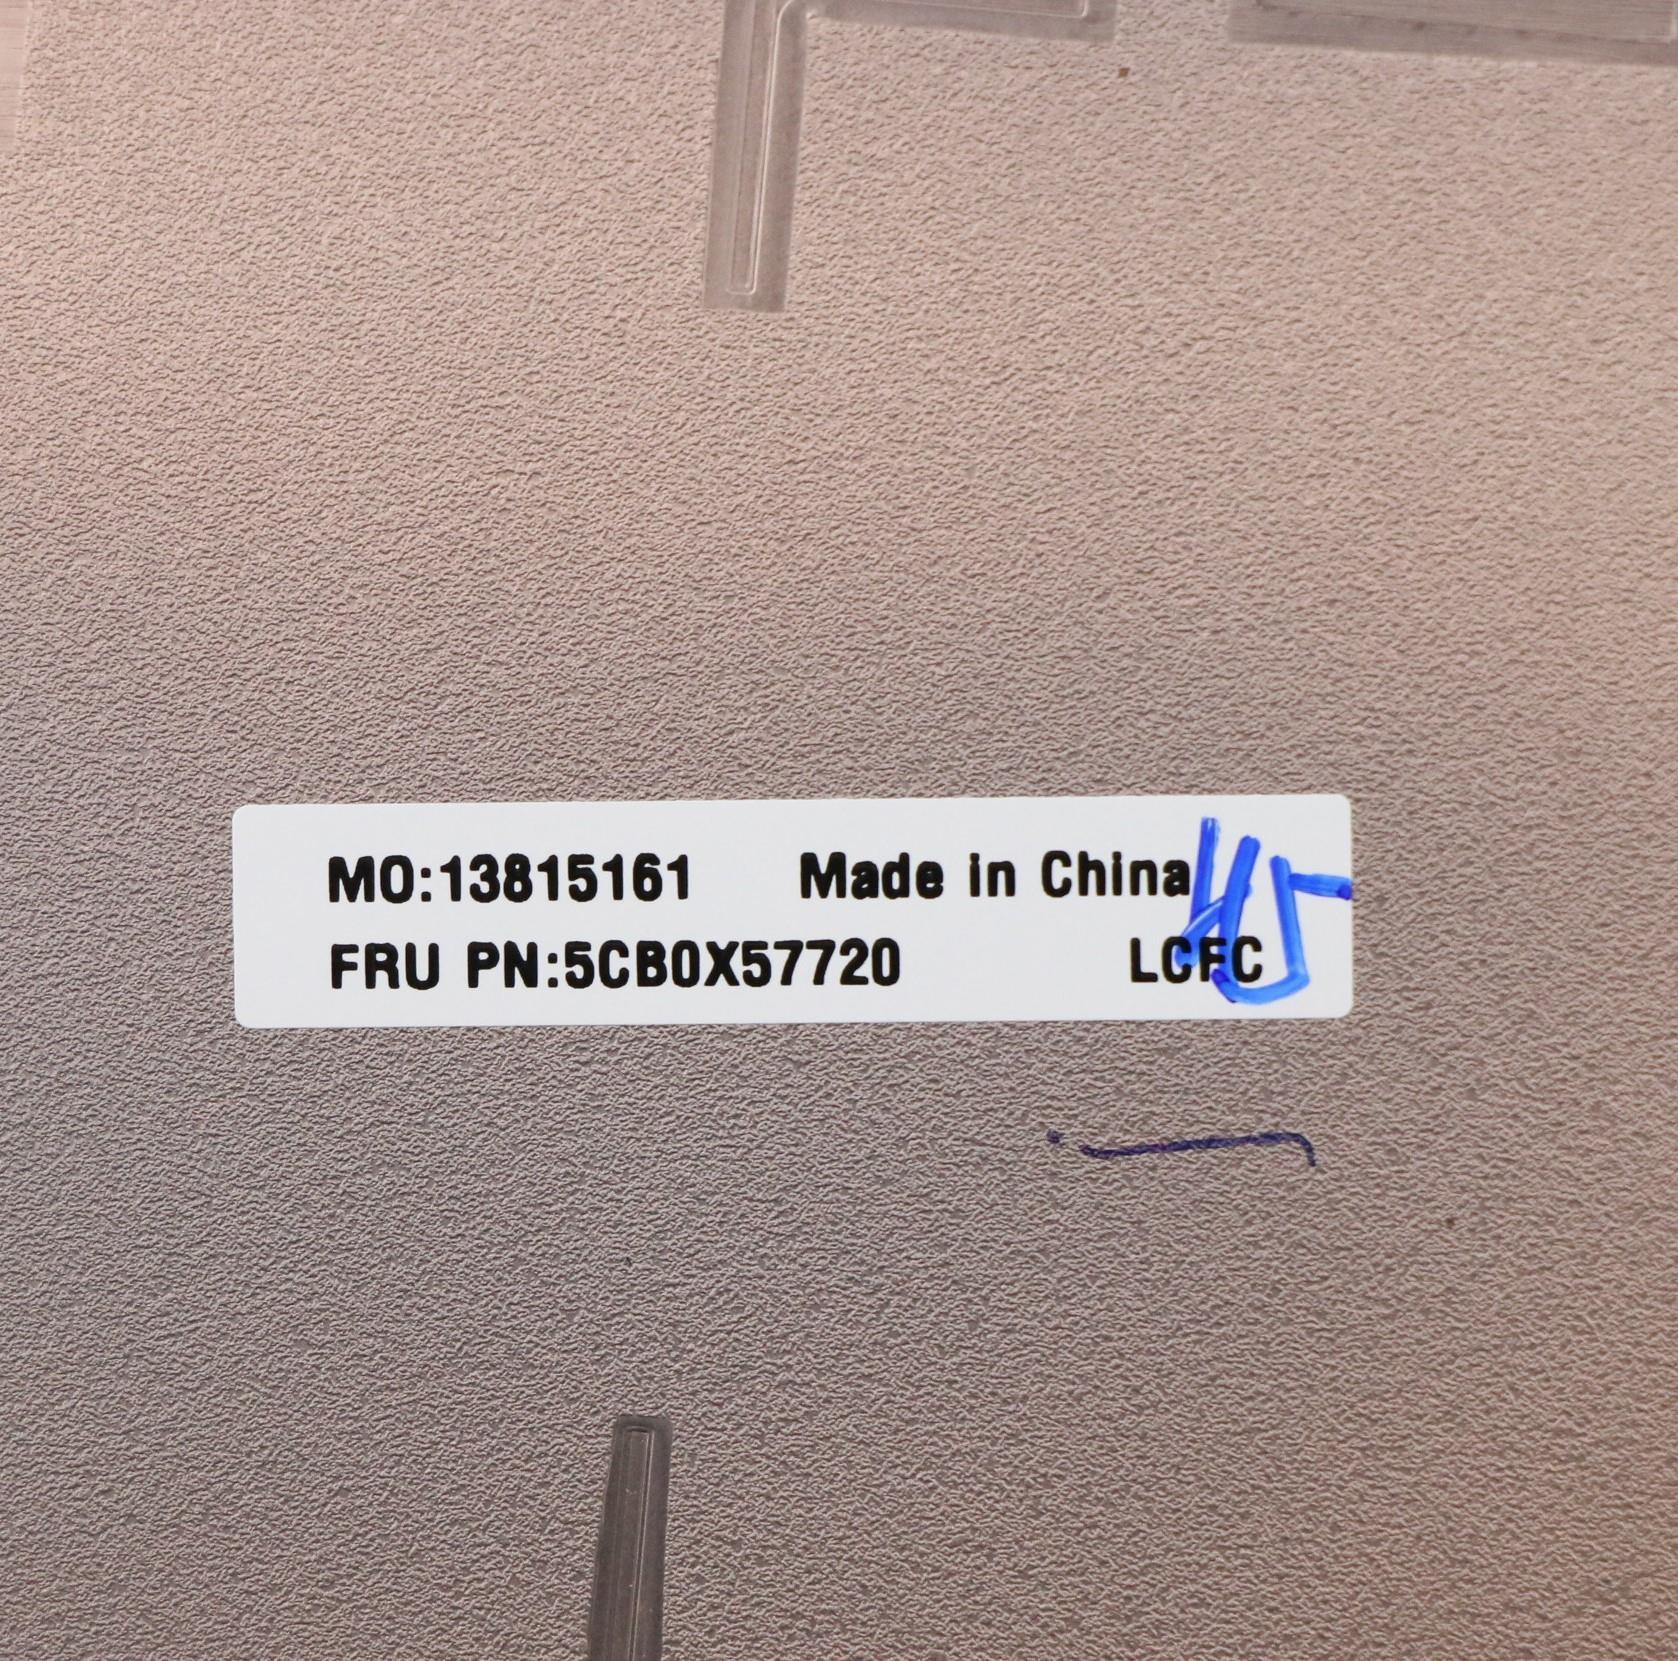 MO:13815161 Made in China
FRU PN:5CB0X57720 LCFC